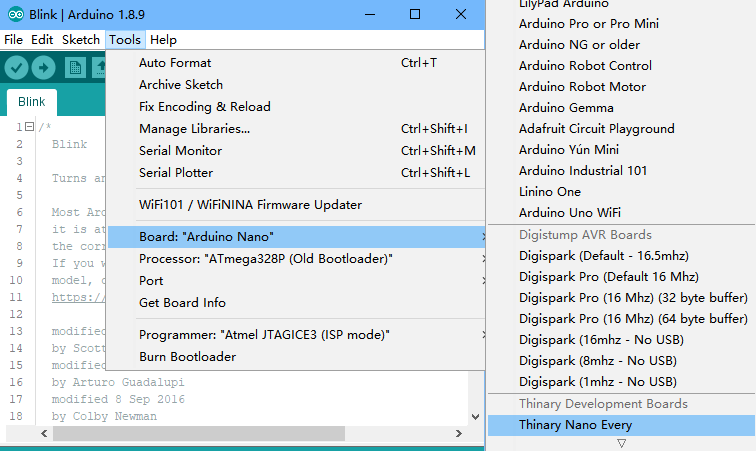 Blink | Arduino 1.8.9
File Edit Sketch Tools Help
Blink
1 /*
2 Blink
3
4 Turns an
5
6 Most Ard
7 it is at
8 the corr
9 If you w
10 model, c
11 https:/
12
13 modified
14 by Scott
15 modified
16 by Arturo Guadalupi
17 modified 8 Sep 2016
18 by Colby Newman
Auto Format Ctrl+T
Archive Sketch
Fix Encoding & Reload
Manage Libraries... Ctrl+Shift+I
Serial Monitor Ctrl+Shift+M
Serial Plotter Ctrl+Shift+L
WiFi101 / WiFiNINA Firmware Updater
Board: "Arduino Nano"
Processor: "ATmega328P (Old Bootloader)"
Port
Get Board Info
Programmer: "Atmel JTAGICE3 (ISP mode)"
Burn Bootloader
LilyPad Arduino
Arduino Pro or Pro Mini
Arduino NG or older
Arduino Robot Control
Arduino Robot Motor
Arduino Gemma
Adafruit Circuit Playground
Arduino Yún Mini
Arduino Industrial 101
Linino One
Arduino Uno WiFi
Digistump AVR Boards
Digispark (Default - 16.5mhz)
Digispark Pro (Default 16 Mhz)
Digispark Pro (16 Mhz) (32 byte buffer)
Digispark Pro (16 Mhz) (64 byte buffer)
Digispark (16mhz - No USB)
Digispark (8mhz - No USB)
Digispark (1mhz - No USB)
Thinary Development Boards
Thinary Nano Every